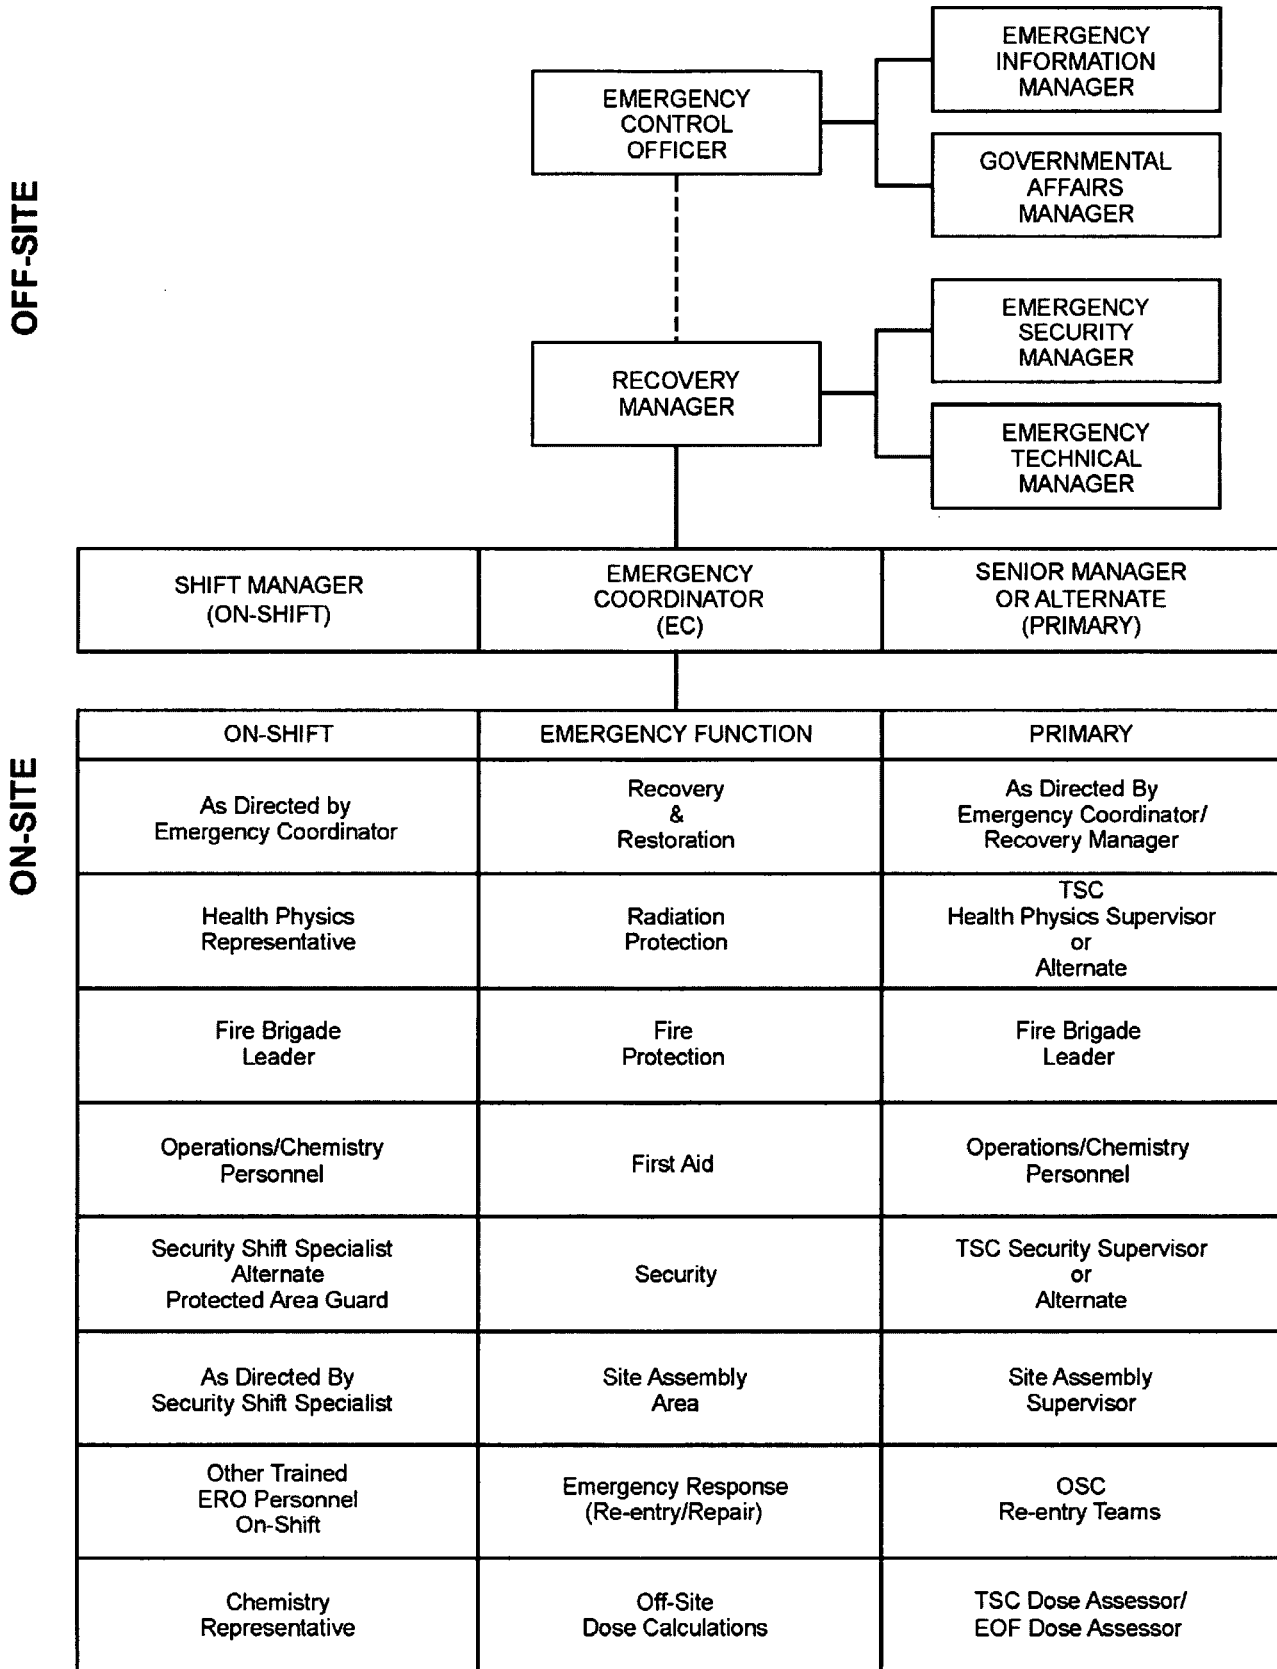 OFF-SITE
EMERGENCY
CONTROL
OFFICER
EMERGENCY
INFORMATION
MANAGER
GOVERNMENTAL
AFFAIRS
MANAGER
RECOVERY
MANAGER
EMERGENCY
SECURITY
MANAGER
EMERGENCY
TECHNICAL
MANAGER
SHIFT MANAGER
(ON-SHIFT)
EMERGENCY
COORDINATOR
(EC)
SENIOR MANAGER
OR ALTERNATE
(PRIMARY)
ON-SITE
ON-SHIFT
EMERGENCY FUNCTION
PRIMARY
As Directed by
Emergency Coordinator
Recovery
&
Restoration
As Directed By
Emergency Coordinator/
Recovery Manager
Health Physics
Representative
Radiation
Protection
TSC
Health Physics Supervisor
or
Alternate
Fire Brigade
Leader
Fire
Protection
Fire Brigade
Leader
Operations/Chemistry
Personnel
First Aid
Operations/Chemistry
Personnel
Security Shift Specialist
Alternate
Protected Area Guard
Security
TSC Security Supervisor
or
Alternate
As Directed By
Security Shift Specialist
Site Assembly
Area
Site Assembly
Supervisor
Other Trained
ERO Personnel
On-Shift
Emergency Response
(Re-entry/Repair)
OSC
Re-entry Teams
Chemistry
Representative
Off-Site
Dose Calculations
TSC Dose Assessor/
EOF Dose Assessor